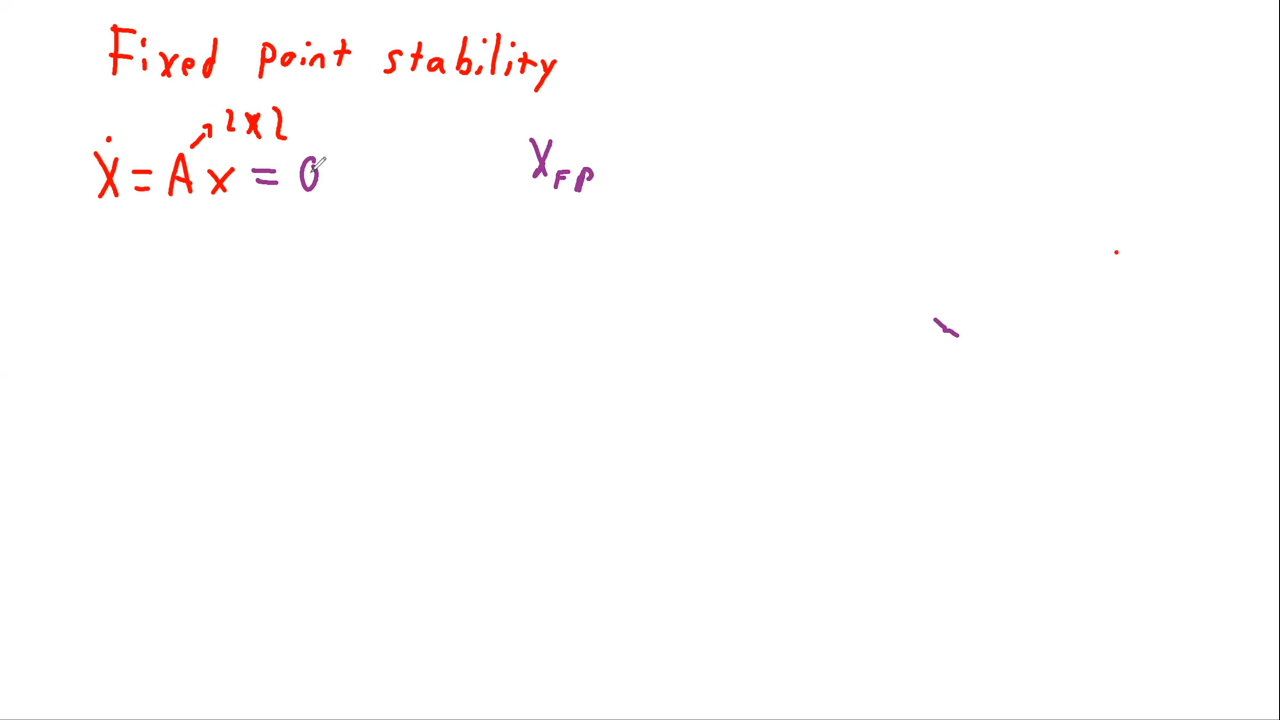 Fixed point stability
2x2
Ẋ = A x = 0
X_FP